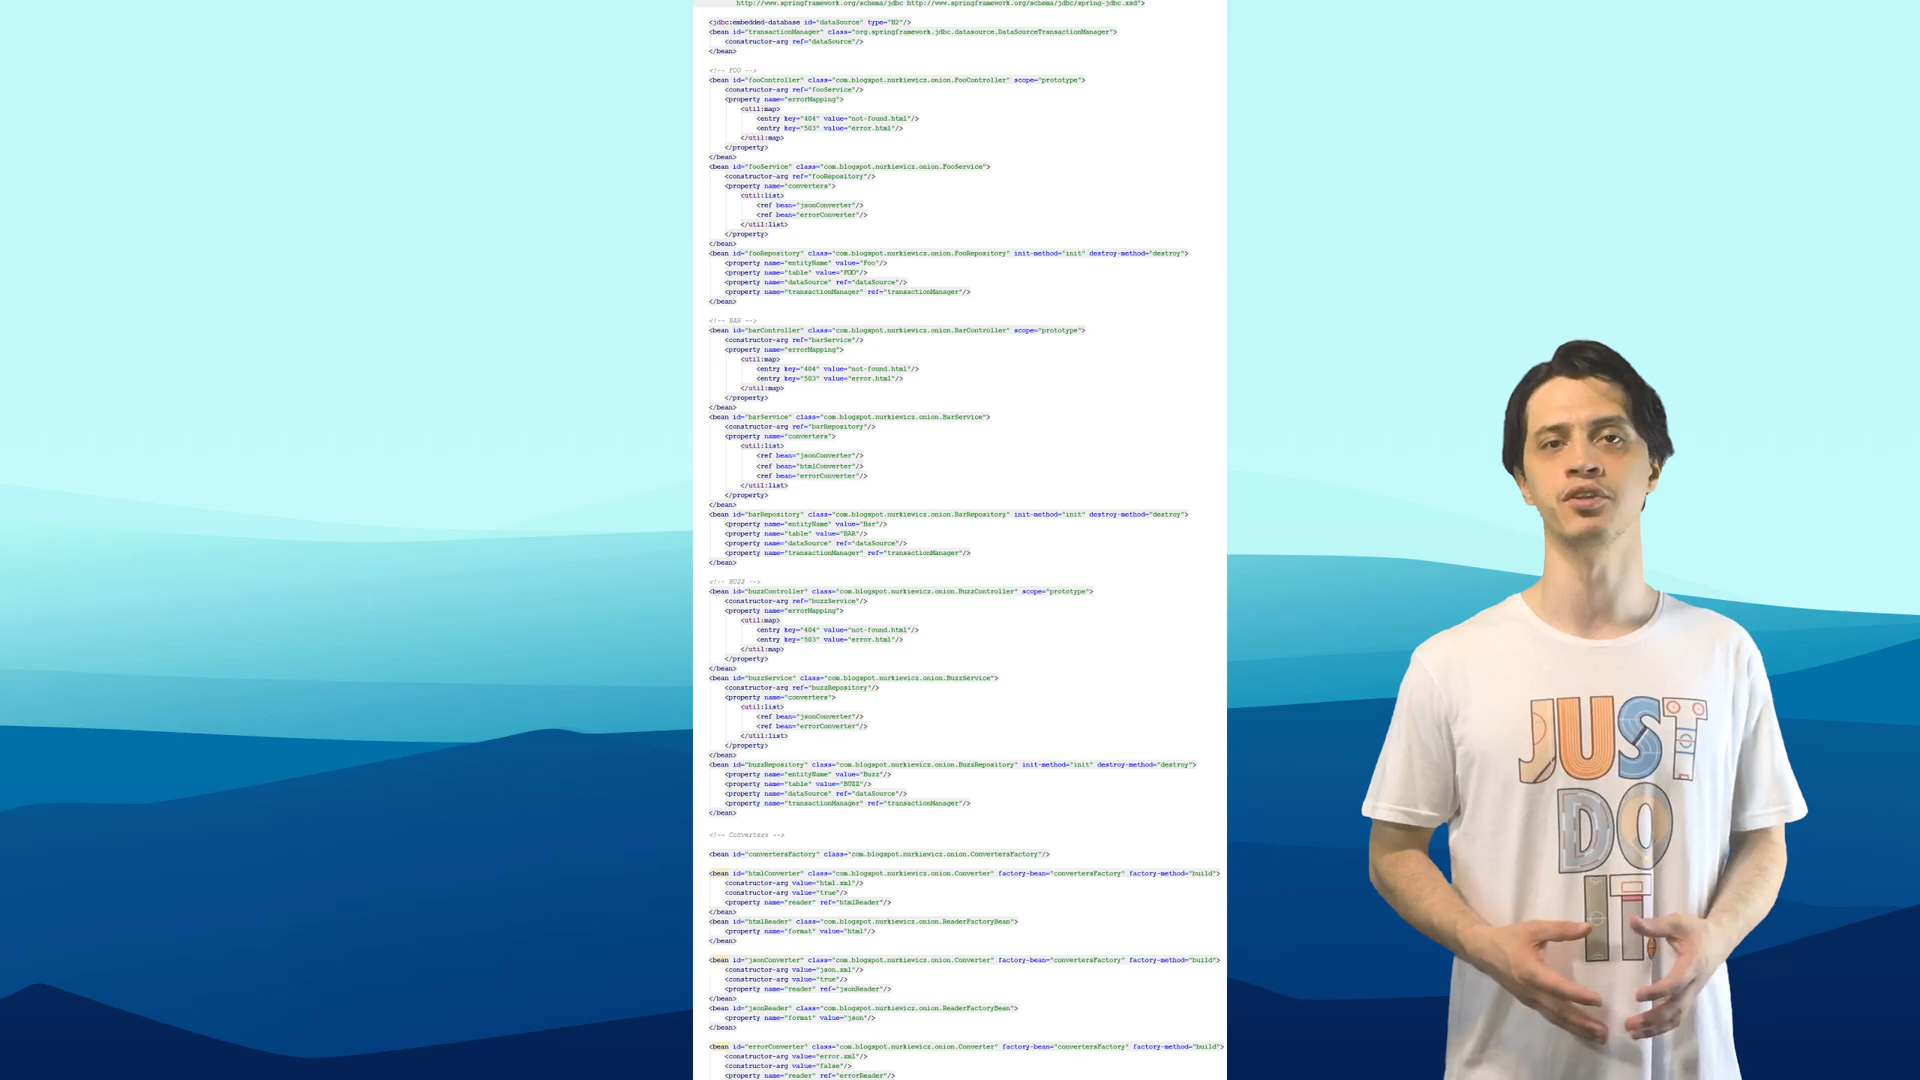 http://www.springframework.org/schema/jdbc http://www.springframework.org/schema/jdbc/spring-jdbc.xsd">
<jdbc:embedded-database id="dataSource" type="H2"/>
<bean id="transactionManager" class="org.springframework.jdbc.datasource.DataSourceTransactionManager">
<constructor-arg ref="dataSource"/>
</bean>
<!-- FOO -->
<bean id="fooController" class="com.blogspot.nurkiewicz.onion.FooController" scope="prototype">
<constructor-arg ref="fooService"/>
<property name="errorMapping">
<util:map>
<entry key="404" value="not-found.html"/>
<entry key="503" value="error.html"/>
</util:map>
</property>
</bean>
<bean id="fooService" class="com.blogspot.nurkiewicz.onion.FooService">
<constructor-arg ref="fooRepository"/>
<property name="converters">
<util:list>
<ref bean="jsonConverter"/>
<ref bean="errorConverter"/>
</util:list>
</property>
</bean>
<bean id="fooRepository" class="com.blogspot.nurkiewicz.onion.FooRepository" init-method="init" destroy-method="destroy">
<property name="entityName" value="Foo"/>
<property name="table" value="FOO"/>
<property name="dataSource" ref="dataSource"/>
<property name="transactionManager" ref="transactionManager"/>
</bean>
<!-- BAR -->
<bean id="barController" class="com.blogspot.nurkiewicz.onion.BarController" scope="prototype">
<constructor-arg ref="barService"/>
<property name="errorMapping">
<util:map>
<entry key="404" value="not-found.html"/>
<entry key="503" value="error.html"/>
</util:map>
</property>
</bean>
<bean id="barService" class="com.blogspot.nurkiewicz.onion.BarService">
<constructor-arg ref="barRepository"/>
<property name="converters">
<util:list>
<ref bean="jsonConverter"/>
<ref bean="htmlConverter"/>
<ref bean="errorConverter"/>
</util:list>
</property>
</bean>
<bean id="barRepository" class="com.blogspot.nurkiewicz.onion.BarRepository" init-method="init" destroy-method="destroy">
<property name="entityName" value="Bar"/>
<property name="table" value="BAR"/>
<property name="dataSource" ref="dataSource"/>
<property name="transactionManager" ref="transactionManager"/>
</bean>
<!-- BUZZ -->
<bean id="buzzController" class="com.blogspot.nurkiewicz.onion.BuzzController" scope="prototype">
<constructor-arg ref="buzzService"/>
<property name="errorMapping">
<util:map>
<entry key="404" value="not-found.html"/>
<entry key="503" value="error.html"/>
</util:map>
</property>
</bean>
<bean id="buzzService" class="com.blogspot.nurkiewicz.onion.BuzzService">
<constructor-arg ref="buzzRepository"/>
<property name="converters">
<util:list>
<ref bean="jsonConverter"/>
<ref bean="errorConverter"/>
</util:list>
</property>
</bean>
<bean id="buzzRepository" class="com.blogspot.nurkiewicz.onion.BuzzRepository" init-method="init" destroy-method="destroy">
<property name="entityName" value="Buzz"/>
<property name="table" value="BUZZ"/>
<property name="dataSource" ref="dataSource"/>
<property name="transactionManager" ref="transactionManager"/>
</bean>
<!-- Converters -->
<bean id="convertersFactory" class="com.blogspot.nurkiewicz.onion.ConvertersFactory"/>
<bean id="htmlConverter" class="com.blogspot.nurkiewicz.onion.Converter" factory-bean="convertersFactory" factory-method="build">
<constructor-arg value="html.xml"/>
<constructor-arg value="true"/>
<property name="reader" ref="htmlReader"/>
</bean>
<bean id="htmlReader" class="com.blogspot.nurkiewicz.onion.ReaderFactoryBean">
<property name="format" value="html"/>
</bean>
<bean id="jsonConverter" class="com.blogspot.nurkiewicz.onion.Converter" factory-bean="convertersFactory" factory-method="build">
<constructor-arg value="json.xml"/>
<constructor-arg value="true"/>
<property name="reader" ref="jsonReader"/>
</bean>
<bean id="jsonReader" class="com.blogspot.nurkiewicz.onion.ReaderFactoryBean">
<property name="format" value="json"/>
</bean>
<bean id="errorConverter" class="com.blogspot.nurkiewicz.onion.Converter" factory-bean="convertersFactory" factory-method="build">
<constructor-arg value="error.xml"/>
<constructor-arg value="false"/>
<property name="reader" ref="errorReader"/>
JUST
DO
IT